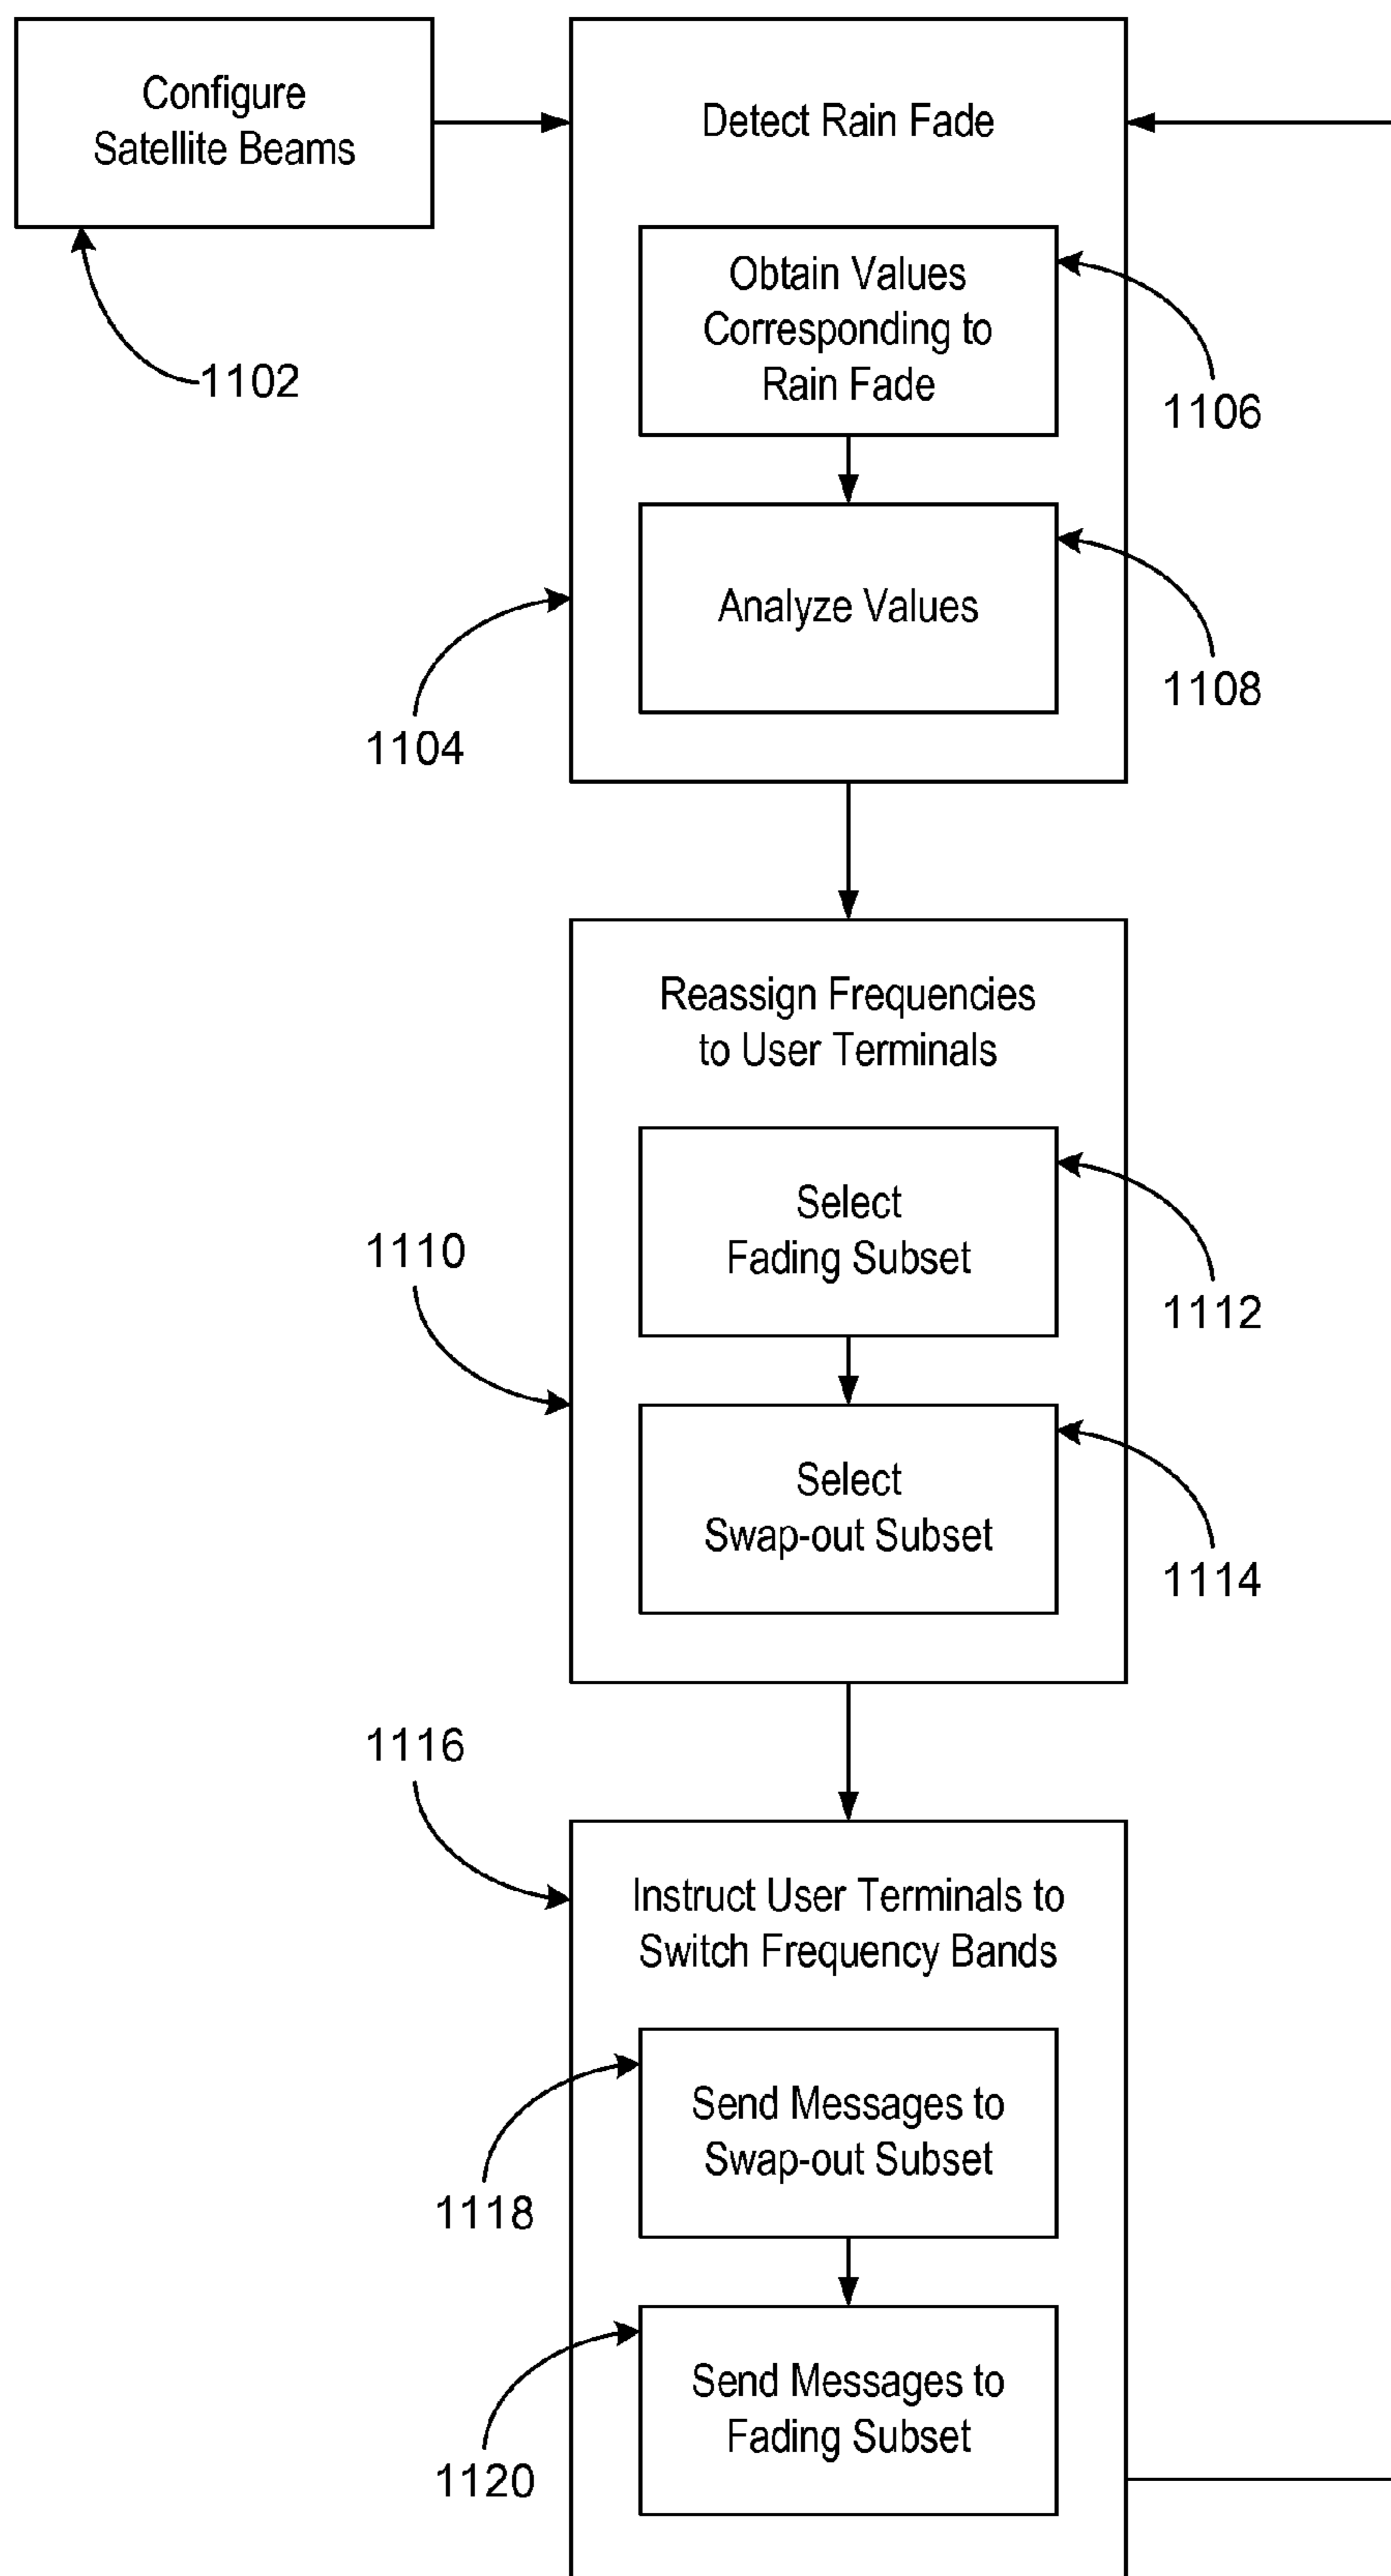 Configure
Satellite Beams
1102
Detect Rain Fade
Obtain Values
Corresponding to
Rain Fade
1106
Analyze Values
1108
1104
Reassign Frequencies
to User Terminals
Select
Fading Subset
1110
1112
Select
Swap-out Subset
1114
1116
Instruct User Terminals to
Switch Frequency Bands
Send Messages to
Swap-out Subset
1118
Send Messages to
Fading Subset
1120